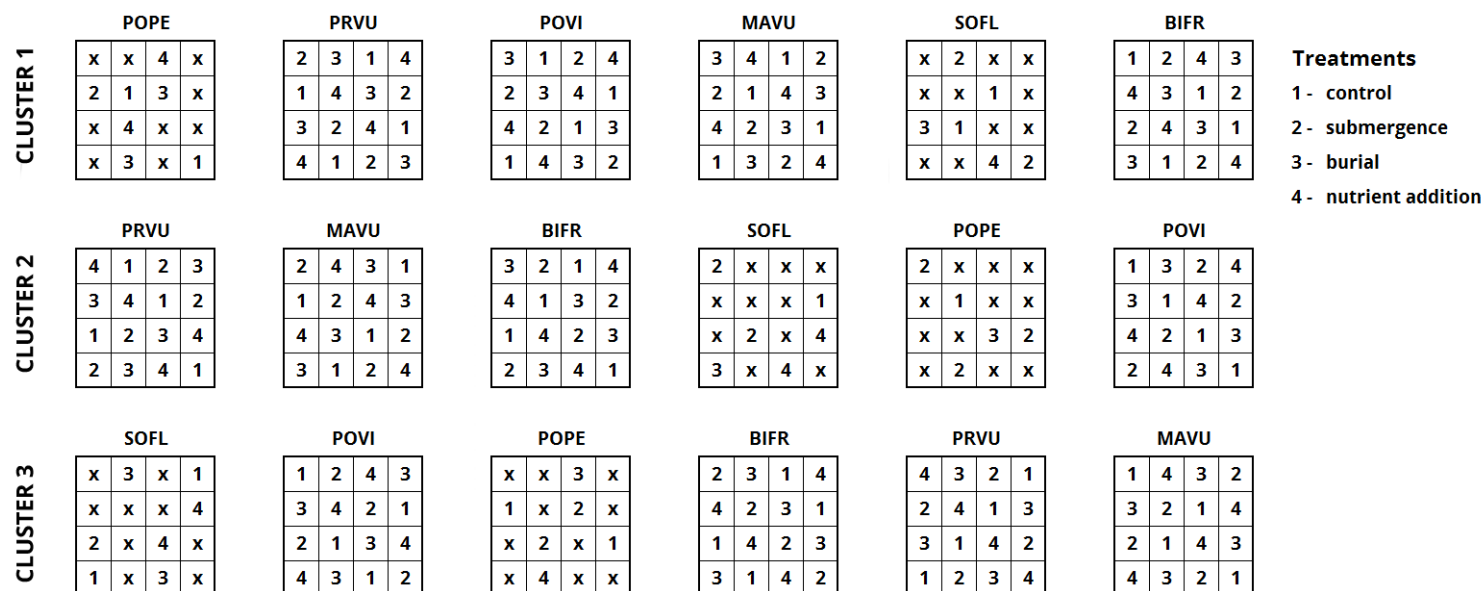 POPE PRVU POVI MAVU SOFL BIFR
CLUSTER 1
x x 4 x 2 3 1 4 3 1 2 4 3 4 1 2 x 2 x x 1 2 4 3
2 1 3 x 1 4 3 2 2 3 4 1 2 1 4 3 x x 1 x 4 3 1 2
x 4 x x 3 2 4 1 4 2 1 3 4 2 3 1 3 1 x x 2 4 3 1
x 3 x 1 4 1 2 3 1 4 3 2 1 3 2 4 x x 4 2 3 1 2 4
Treatments
1 - control
2 - submergence
3 - burial
4 - nutrient addition
PRVU MAVU BIFR SOFL POPE POVI
CLUSTER 2
4 1 2 3 2 4 3 1 3 2 1 4 2 x x x 2 x x x 1 3 2 4
3 4 1 2 1 2 4 3 4 1 3 2 x x x 1 x 1 x x 3 1 4 2
1 2 3 4 4 3 1 2 1 4 2 3 x 2 x 4 x x 3 2 4 2 1 3
2 3 4 1 3 1 2 4 2 3 4 1 3 x 4 x x 2 x x 2 4 3 1
SOFL POVI POPE BIFR PRVU MAVU
CLUSTER 3
x 3 x 1 1 2 4 3 x x 3 x 2 3 1 4 4 3 2 1 1 4 3 2
x x x 4 3 4 2 1 1 x 2 x 4 2 3 1 2 4 1 3 3 2 1 4
2 x 4 x 2 1 3 4 x 2 x 1 1 4 2 3 3 1 4 2 2 1 4 3
1 x 3 x 4 3 1 2 x 4 x x 3 1 4 2 1 2 3 4 4 3 2 1